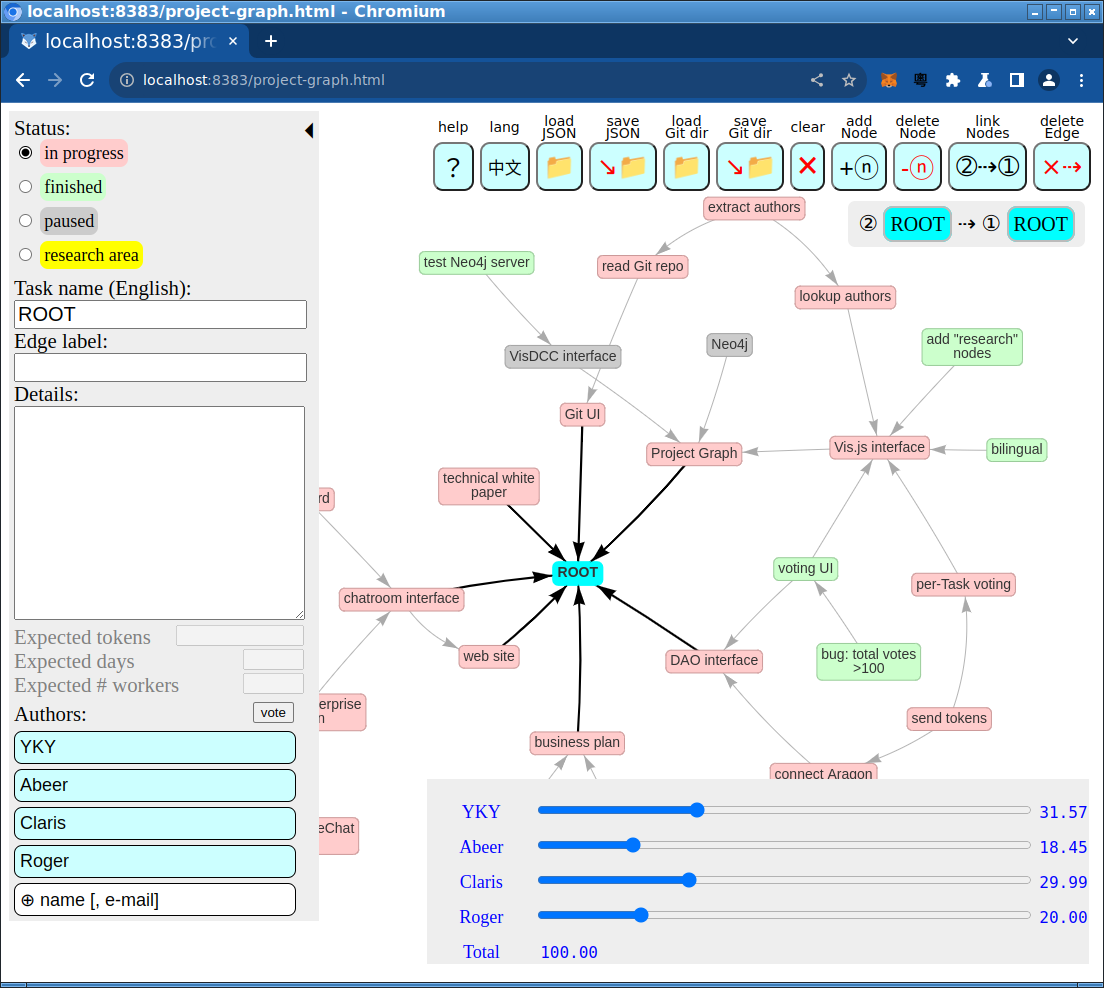 localhost:8383/project-graph.html - Chromium
localhost:8383/pro
localhost:8383/project-graph.html
粵
Status:
in progress
finished
paused
research area
Task name (English):
ROOT
Edge label:
Details:
Expected tokens
Expected days
Expected # workers
Authors:
vote
YKY
Abeer
Claris
Roger
⊕ name [, e-mail]
help
lang
load
JSON
save
JSON
load
Git dir
save
Git dir
clear
add
Node
delete
Node
link
Nodes
delete
Edge
?
中文
↘
↘
✕
+ⓝ
-ⓝ
②⇢①
✕⇢
② ROOT ⇢ ① ROOT
extract authors
test Neo4j server
read Git repo
lookup authors
VisDCC interface
Neo4j
add "research"
nodes
Git UI
Project Graph
Vis.js interface
bilingual
technical white
paper
rd
ROOT
voting UI
per-Task voting
chatroom interface
web site
DAO interface
bug: total votes
>100
erprise
n
send tokens
business plan
connect Aragon
eChat
YKY 31.57
Abeer 18.45
Claris 29.99
Roger 20.00
Total 100.00